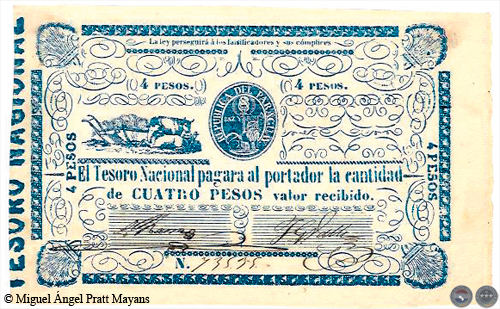 La ley perseguirá á los falsificadores y sus cómplices.
4 PESOS.
4 PESOS.
REPUBLICA DEL PARAGUAY
TESORO NACIONAL
4 PESOS
4 PESOS
El Tesoro Nacional pagara al portador la cantidad
de CUATRO PESOS valor recibido.
N.
© Miguel Ángel Pratt Mayans